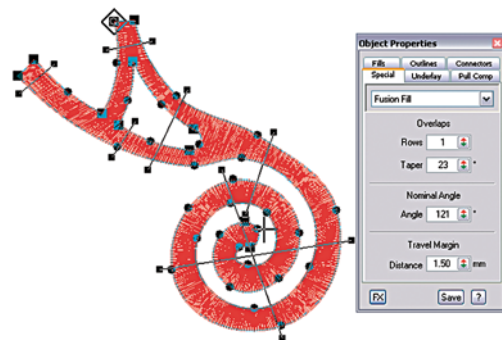 Object Properties
Fills Outlines Connectors
Special Underlay Pull Comp
Fusion Fill
Overlaps
Rows 1
Taper 23 °
Nominal Angle
Angle 121 °
Travel Margin
Distance 1.50 mm
FX Save ?